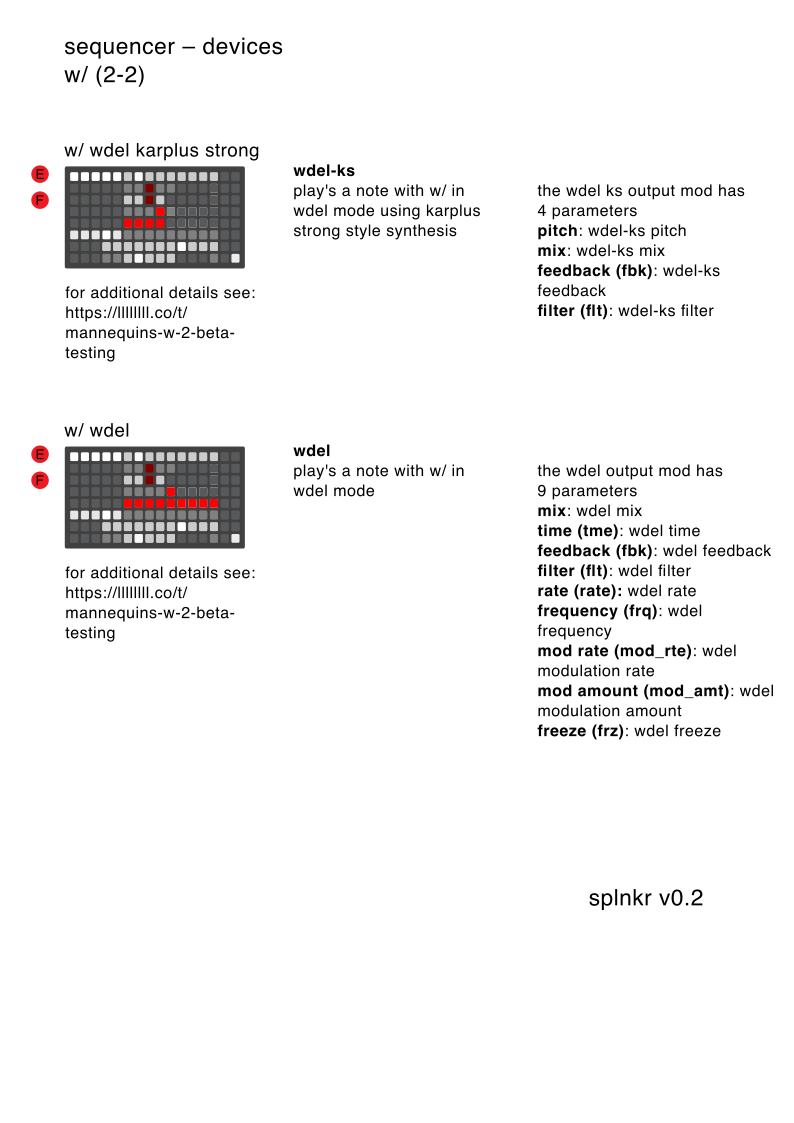 sequencer – devices
w/ (2-2)
w/ wdel karplus strong
E
F
for additional details see:
https://llllllll.co/t/
mannequins-w-2-beta-
testing
wdel-ks
play's a note with w/ in
wdel mode using karplus
strong style synthesis
the wdel ks output mod has
4 parameters
pitch: wdel-ks pitch
mix: wdel-ks mix
feedback (fbk): wdel-ks
feedback
filter (flt): wdel-ks filter
w/ wdel
E
F
for additional details see:
https://llllllll.co/t/
mannequins-w-2-beta-
testing
wdel
play's a note with w/ in
wdel mode
the wdel output mod has
9 parameters
mix: wdel mix
time (tme): wdel time
feedback (fbk): wdel feedback
filter (flt): wdel filter
rate (rate): wdel rate
frequency (frq): wdel
frequency
mod rate (mod_rte): wdel
modulation rate
mod amount (mod_amt): wdel
modulation amount
freeze (frz): wdel freeze
splnkr v0.2